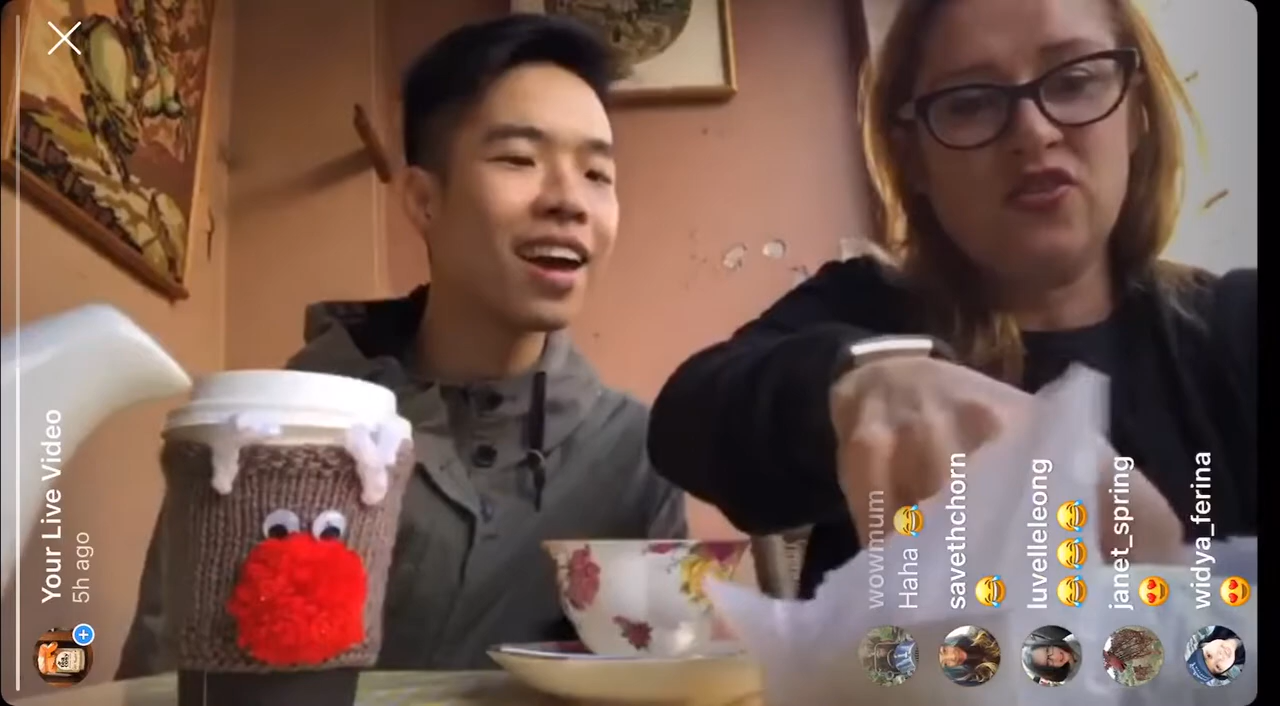 Your Live Video
5h ago
wowmum
Haha 😂
savethchorn
😂
luvelleleong
😂😂😂
janet_spring
😍
widya_ferina
😍